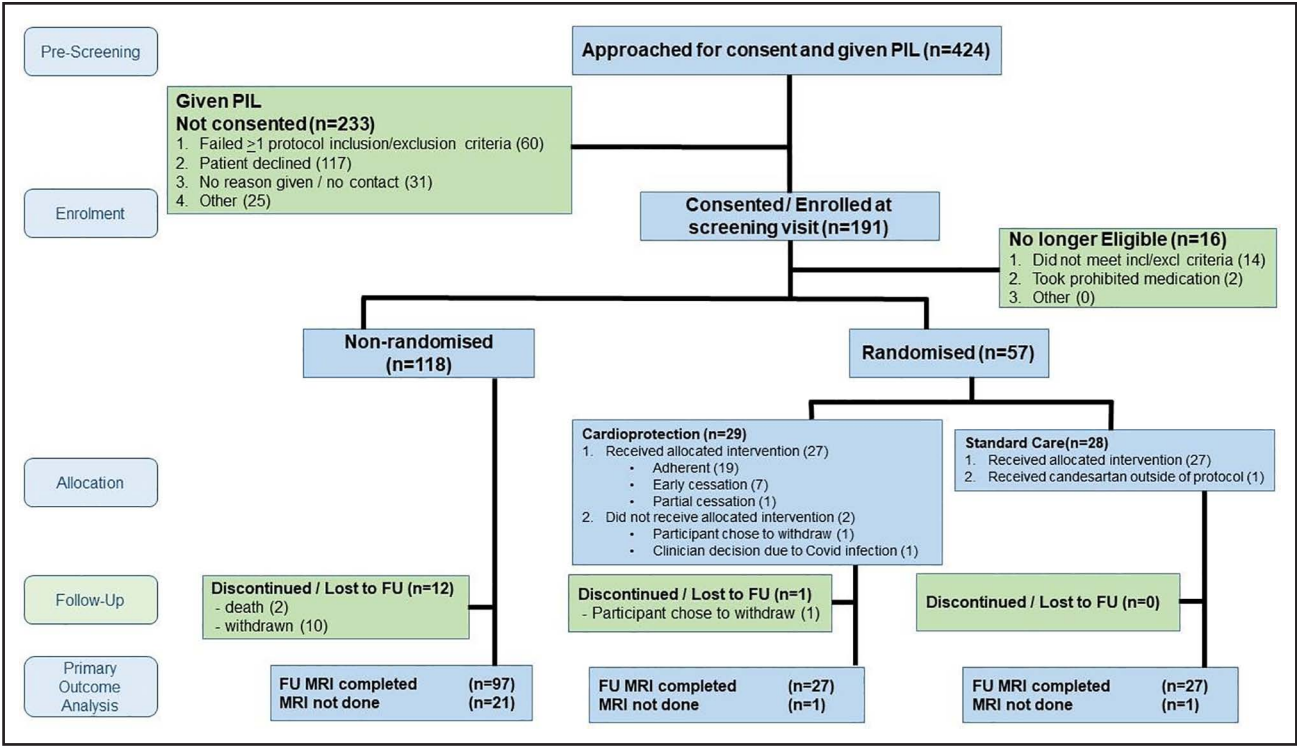 Pre-Screening
Approached for consent and given PIL (n=424)
Given PIL
Not consented (n=233)
1. Failed ≥1 protocol inclusion/exclusion criteria (60)
2. Patient declined (117)
3. No reason given / no contact (31)
4. Other (25)
Enrolment
Consented / Enrolled at
screening visit (n=191)
No longer Eligible (n=16)
1. Did not meet incl/excl criteria (14)
2. Took prohibited medication (2)
3. Other (0)
Non-randomised
(n=118)
Randomised (n=57)
Allocation
Cardioprotection (n=29)
1. Received allocated intervention (27)
• Adherent (19)
• Early cessation (7)
• Partial cessation (1)
2. Did not receive allocated intervention (2)
• Participant chose to withdraw (1)
• Clinician decision due to Covid infection (1)
Standard Care(n=28)
1. Received allocated intervention (27)
2. Received candesartan outside of protocol (1)
Follow-Up
Discontinued / Lost to FU (n=12)
- death (2)
- withdrawn (10)
Discontinued / Lost to FU (n=1)
- Participant chose to withdraw (1)
Discontinued / Lost to FU (n=0)
Primary
Outcome
Analysis
FU MRI completed (n=97)
MRI not done (n=21)
FU MRI completed (n=27)
MRI not done (n=1)
FU MRI completed (n=27)
MRI not done (n=1)